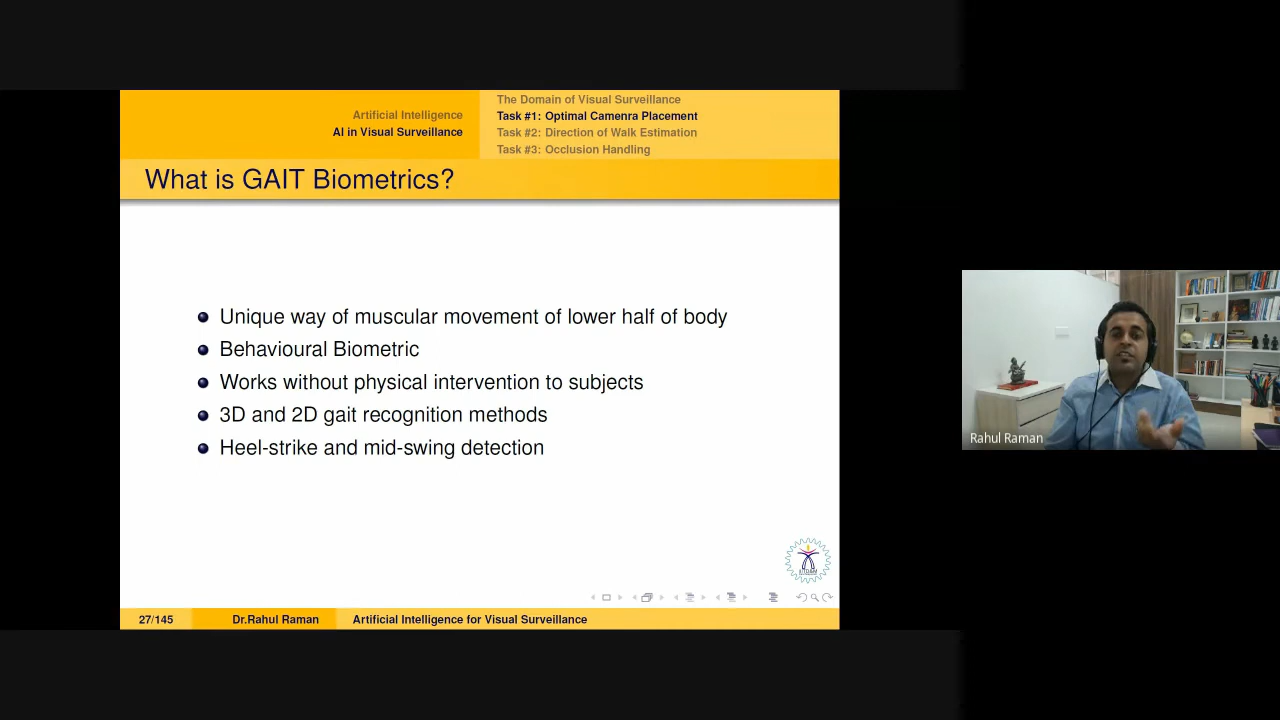 Artificial Intelligence
AI in Visual Surveillance
The Domain of Visual Surveillance
Task #1: Optimal Camenra Placement
Task #2: Direction of Walk Estimation
Task #3: Occlusion Handling
What is GAIT Biometrics?
Unique way of muscular movement of lower half of body
Behavioural Biometric
Works without physical intervention to subjects
3D and 2D gait recognition methods
Heel-strike and mid-swing detection
27/145
Dr.Rahul Raman
Artificial Intelligence for Visual Surveillance
Rahul Raman